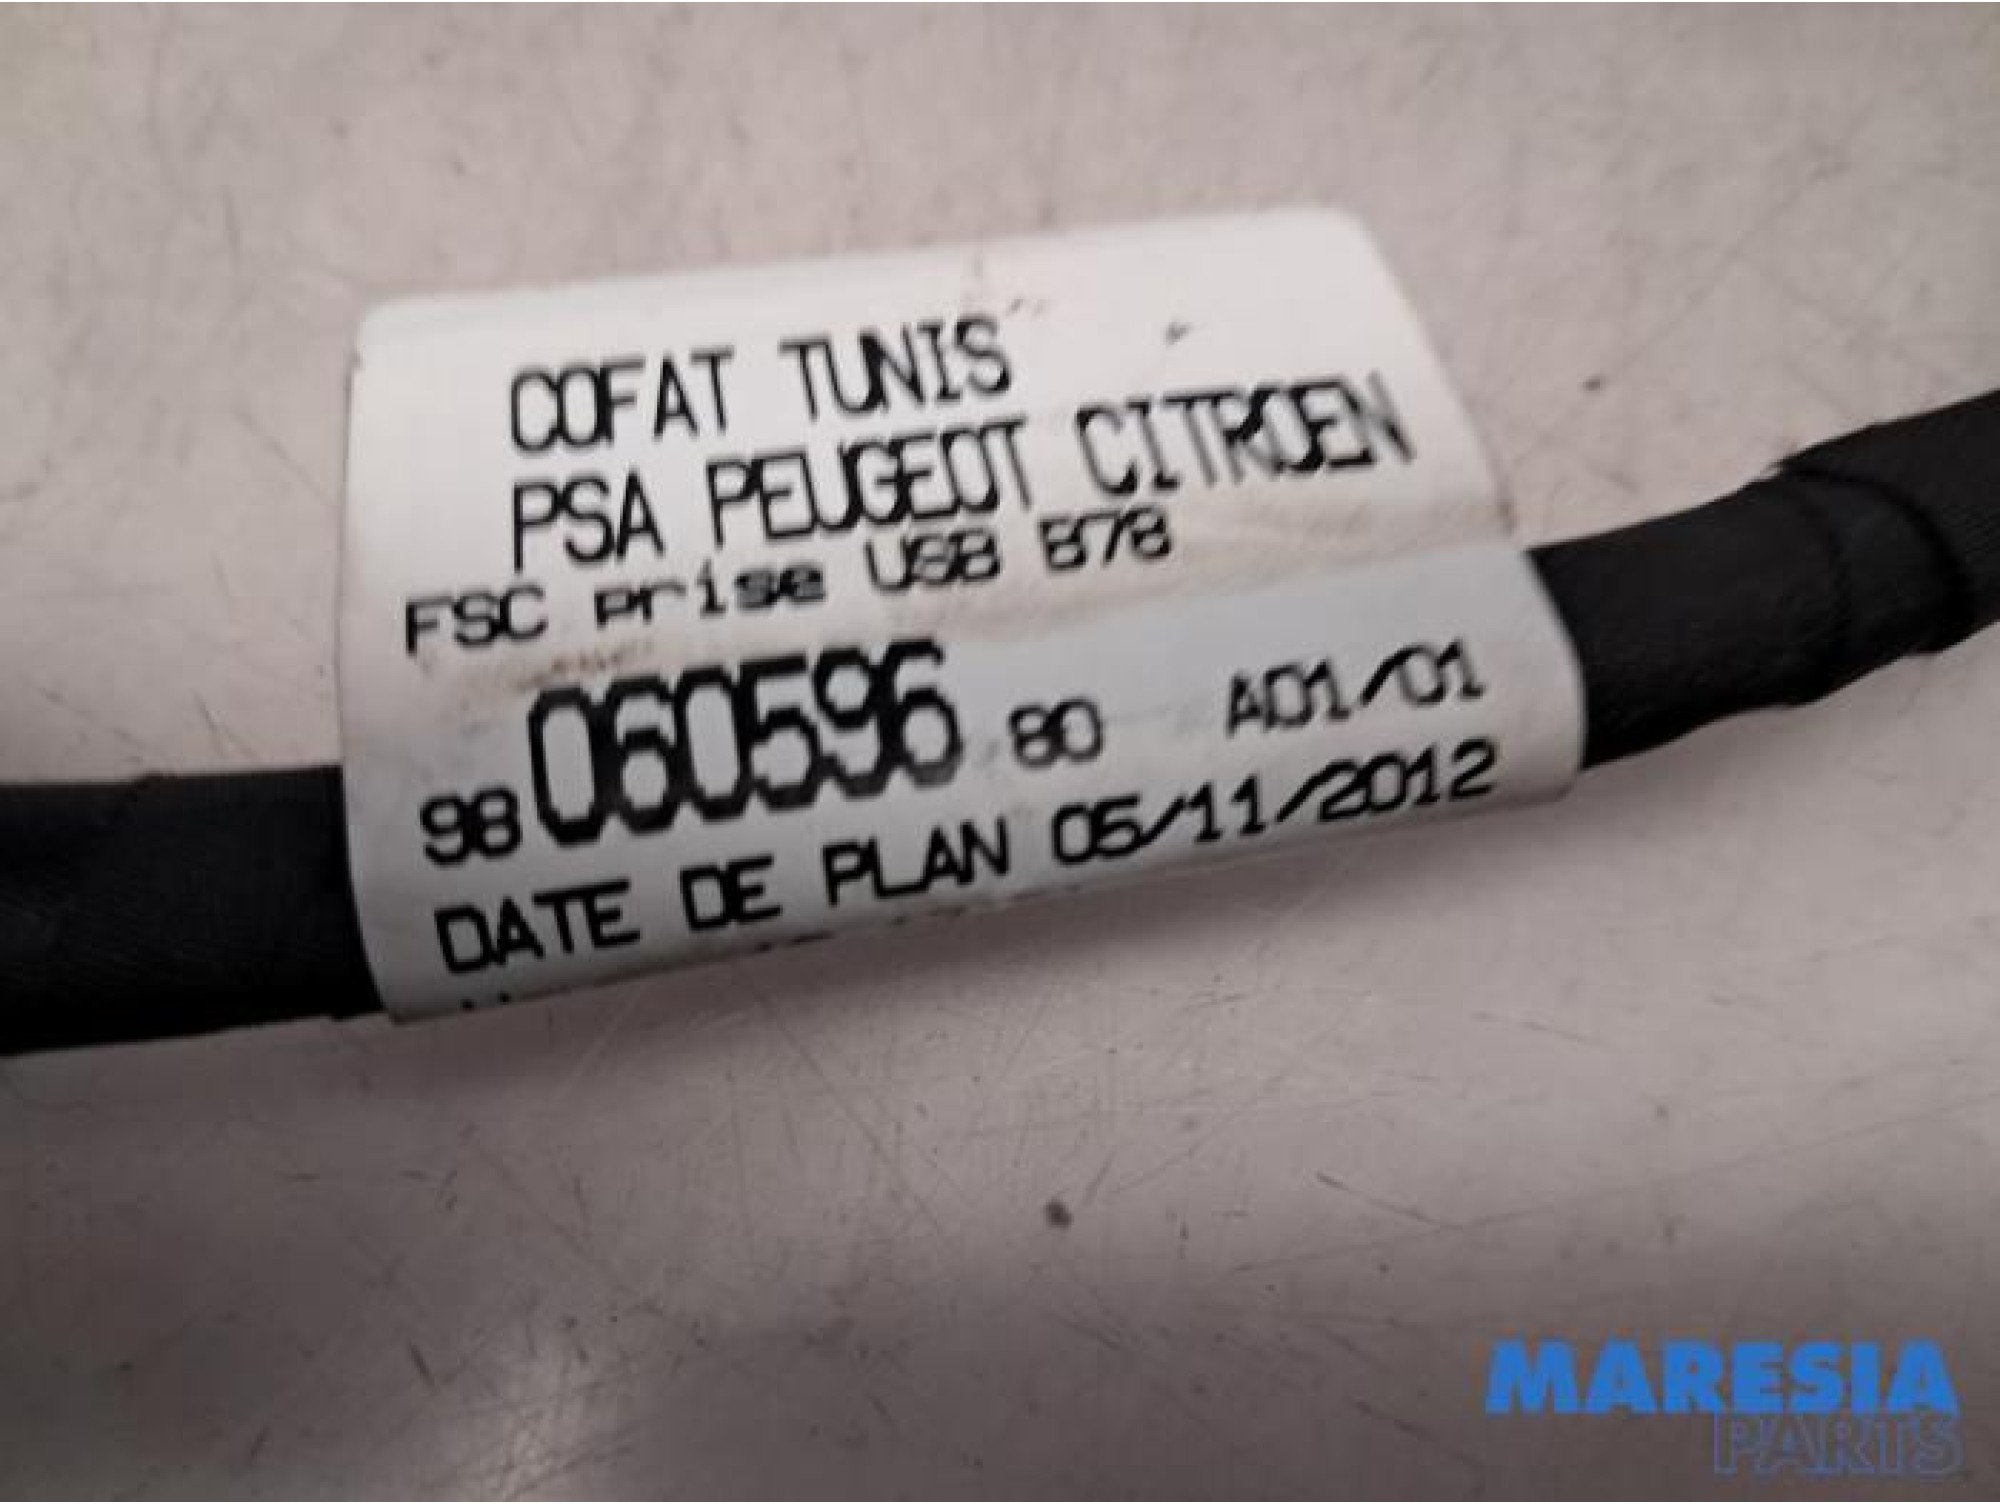 COFAT TUNIS
PSA PEUGEOT CITROEN
FSC prise USB B78
98 060596 80 A01/01
DATE DE PLAN 05/11/2012
MARESIA
PARTS